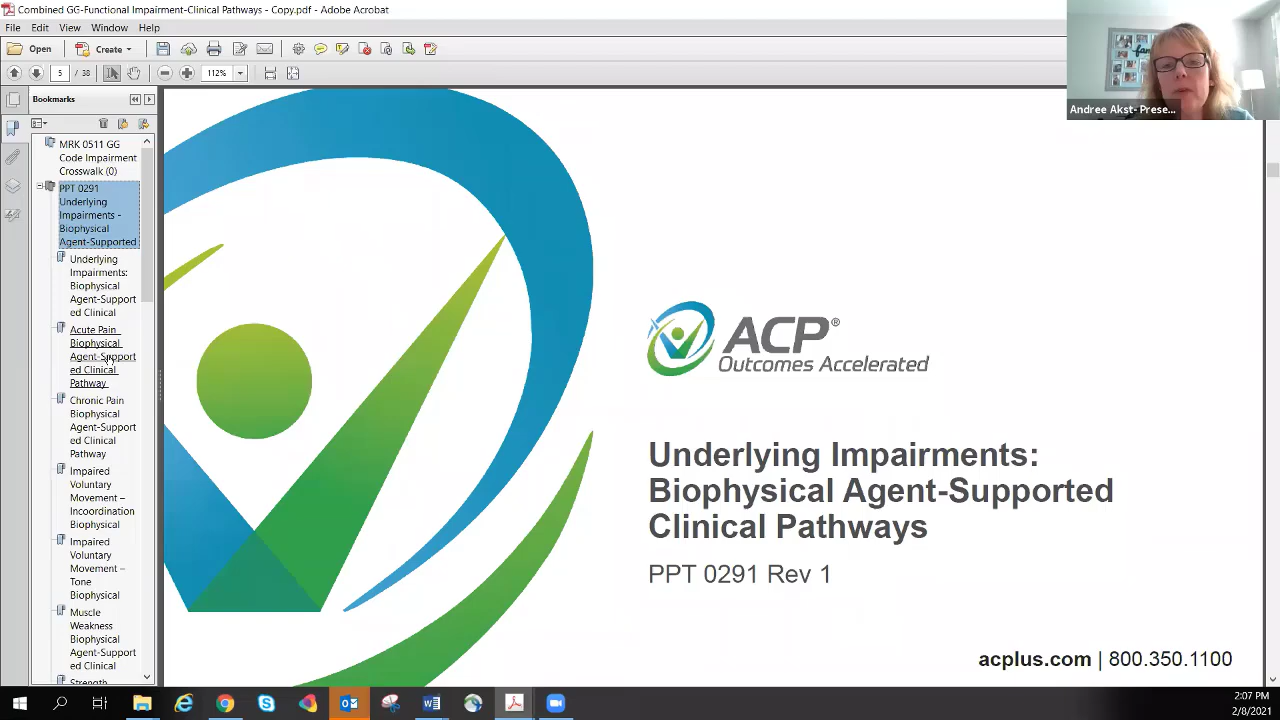 Combined GG-Functional Impairment-Clinical Pathways - Copy.pdf - Adobe Acrobat
File Edit View Window Help
Open
Create
5 / 38
112%
Bookmarks
MRK 0511 GG
Code Impairment
Crosswalk (0)
PPT 0291
Underlying
Impairments -
Biophysical
Agent-Supported
Underlying
Impairments:
Biophysical
Agent-Support
ed Clinical
Acute Pain
Biophysical
Agent-Support
ed Clinical
Pathway
Chronic Pain
Biophysical
Agent-Support
ed Clinical
Pathway
Impaired
Voluntary
Movement –
Incoordination
Biophysical
Impaired
Voluntary
Movement –
Tone
Biophysical
Muscle
Weakness
Biophysical
Agent-Support
ed Clinical
Strength
ACP®
Outcomes Accelerated
Underlying Impairments:
Biophysical Agent-Supported
Clinical Pathways
PPT 0291 Rev 1
acplus.com | 800.350.1100
Andree Akst- Prese...
2:07 PM
2/8/2021